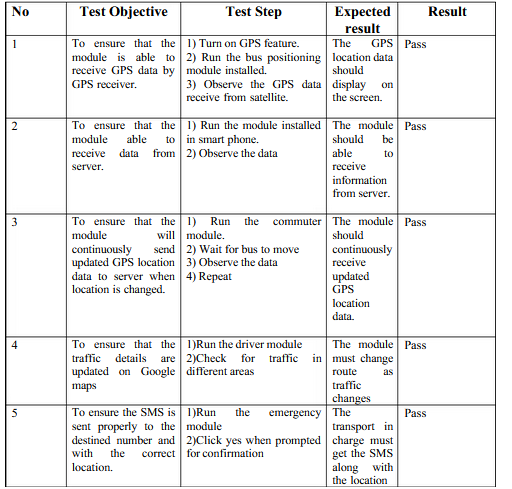 No Test Objective Test Step Expected result Result
1
To ensure that the
module is able to
receive GPS data by
GPS receiver.
1) Turn on GPS feature.
2) Run the bus positioning
module installed.
3) Observe the GPS data
receive from satellite.
The GPS
location data
should
display on
the screen.
Pass
2
To ensure that the
module able to
receive data from
server.
1) Run the module installed
in smart phone.
2) Observe the data
The module
should be
able to
receive
information
from server.
Pass
3
To ensure that the
module will
continuously send
updated GPS location
data to server when
location is changed.
1) Run the commuter
module.
2) Wait for bus to move
3) Observe the data
4) Repeat
The module
should
continuously
receive
updated
GPS
location
data.
Pass
4
To ensure that the
traffic details are
updated on Google
maps
1)Run the driver module
2)Check for traffic in
different areas
The module
must change
route as
traffic
changes
Pass
5
To ensure the SMS is
sent properly to the
destined number and
with the correct
location.
1)Run the emergency
module
2)Click yes when prompted
for confirmation
The
transport in
charge must
get the SMS
along with
the location
Pass